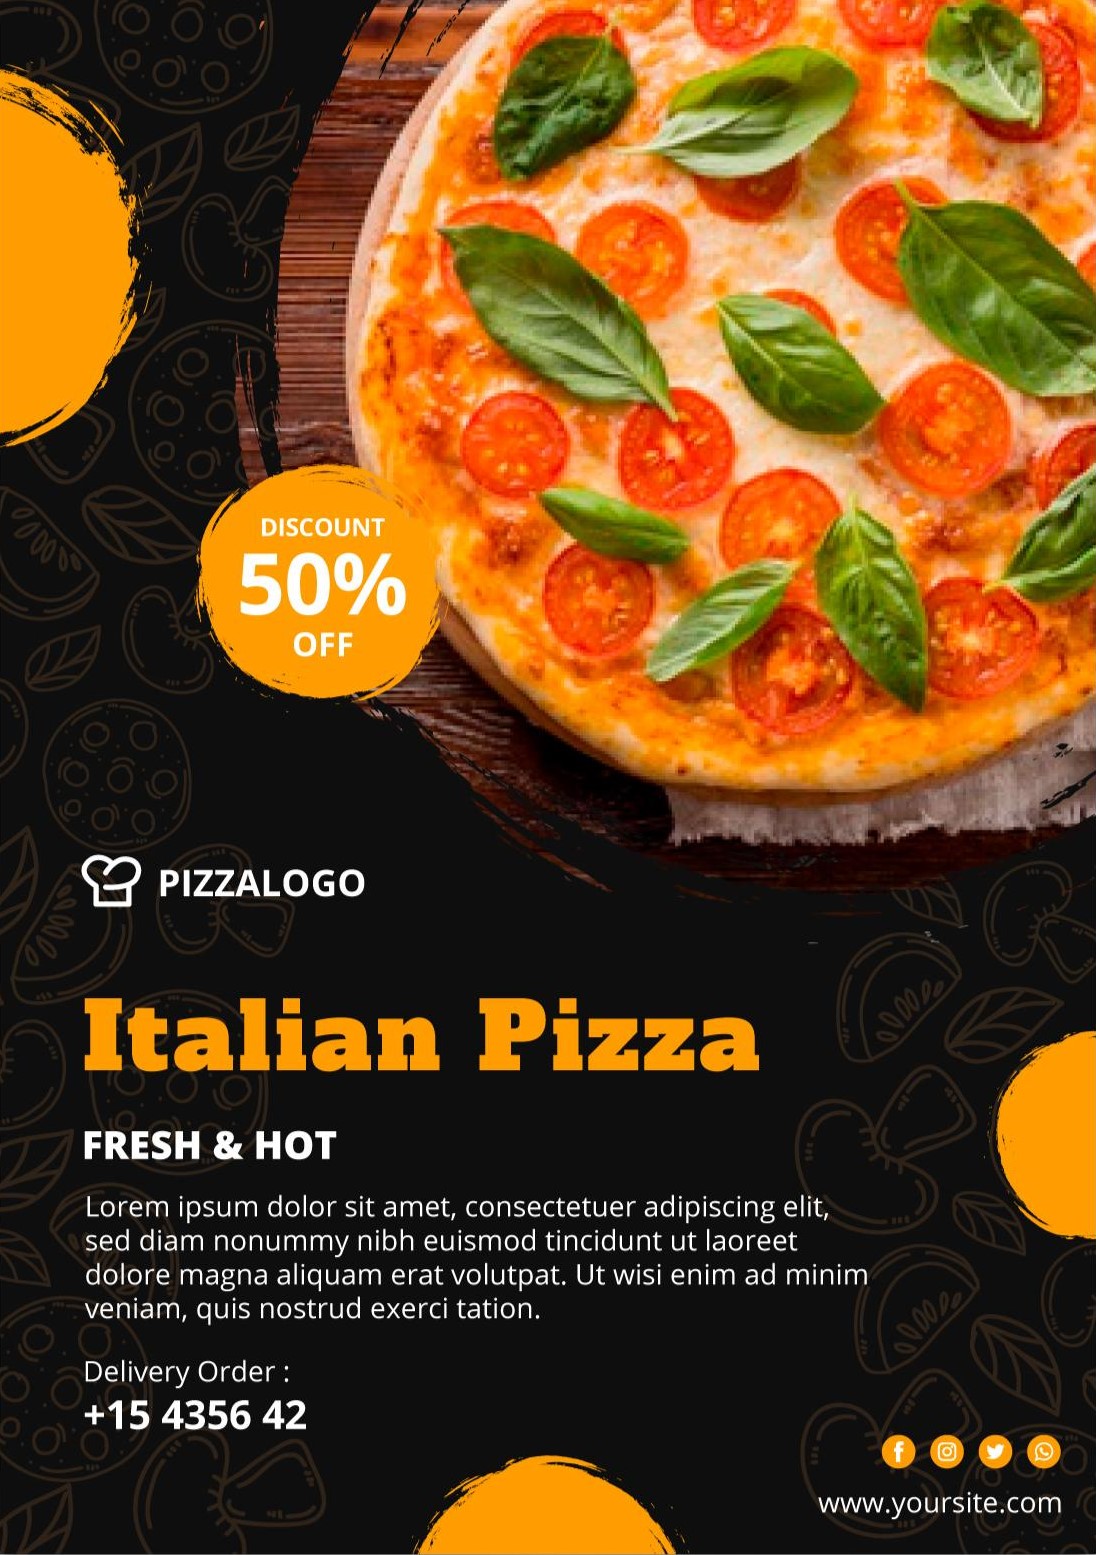 DISCOUNT
50%
OFF
PIZZALOGO
Italian Pizza
FRESH & HOT
Lorem ipsum dolor sit amet, consectetuer adipiscing elit,
sed diam nonummy nibh euismod tincidunt ut laoreet
dolore magna aliquam erat volutpat. Ut wisi enim ad minim
veniam, quis nostrud exerci tation.
Delivery Order :
+15 4356 42
www.yoursite.com